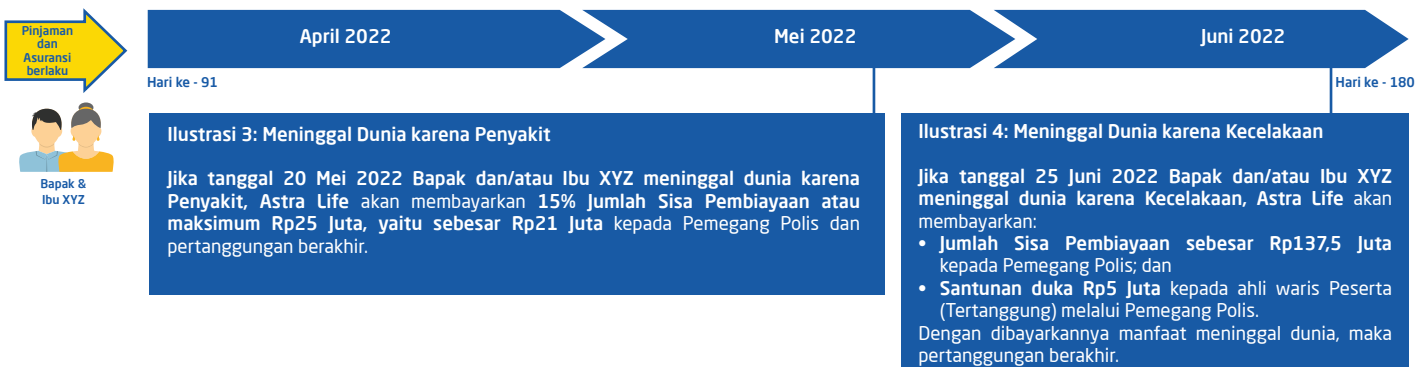 Pinjaman
dan
Asuransi
berlaku
April 2022
Mei 2022
Juni 2022
Hari ke - 91
Hari ke - 180
Bapak &
Ibu XYZ
Ilustrasi 3: Meninggal Dunia karena Penyakit
Jika tanggal 20 Mei 2022 Bapak dan/atau Ibu XYZ meninggal dunia karena
Penyakit, Astra Life akan membayarkan 15% Jumlah Sisa Pembiayaan atau
maksimum Rp25 Juta, yaitu sebesar Rp21 Juta kepada Pemegang Polis dan
pertanggungan berakhir.
Ilustrasi 4: Meninggal Dunia karena Kecelakaan
Jika tanggal 25 Juni 2022 Bapak dan/atau Ibu XYZ
meninggal dunia karena Kecelakaan, Astra Life akan
membayarkan:
• Jumlah Sisa Pembiayaan sebesar Rp137,5 Juta
kepada Pemegang Polis; dan
• Santunan duka Rp5 Juta kepada ahli waris Peserta
(Tertanggung) melalui Pemegang Polis.
Dengan dibayarkannya manfaat meninggal dunia, maka
pertanggungan berakhir.